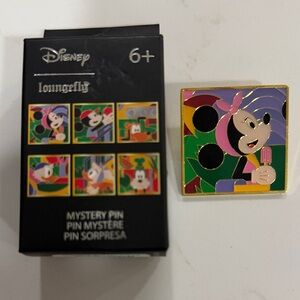 Disney
6+
Loungefly
MYSTERY PIN
PIN MYSTÈRE
PIN SORPRESA